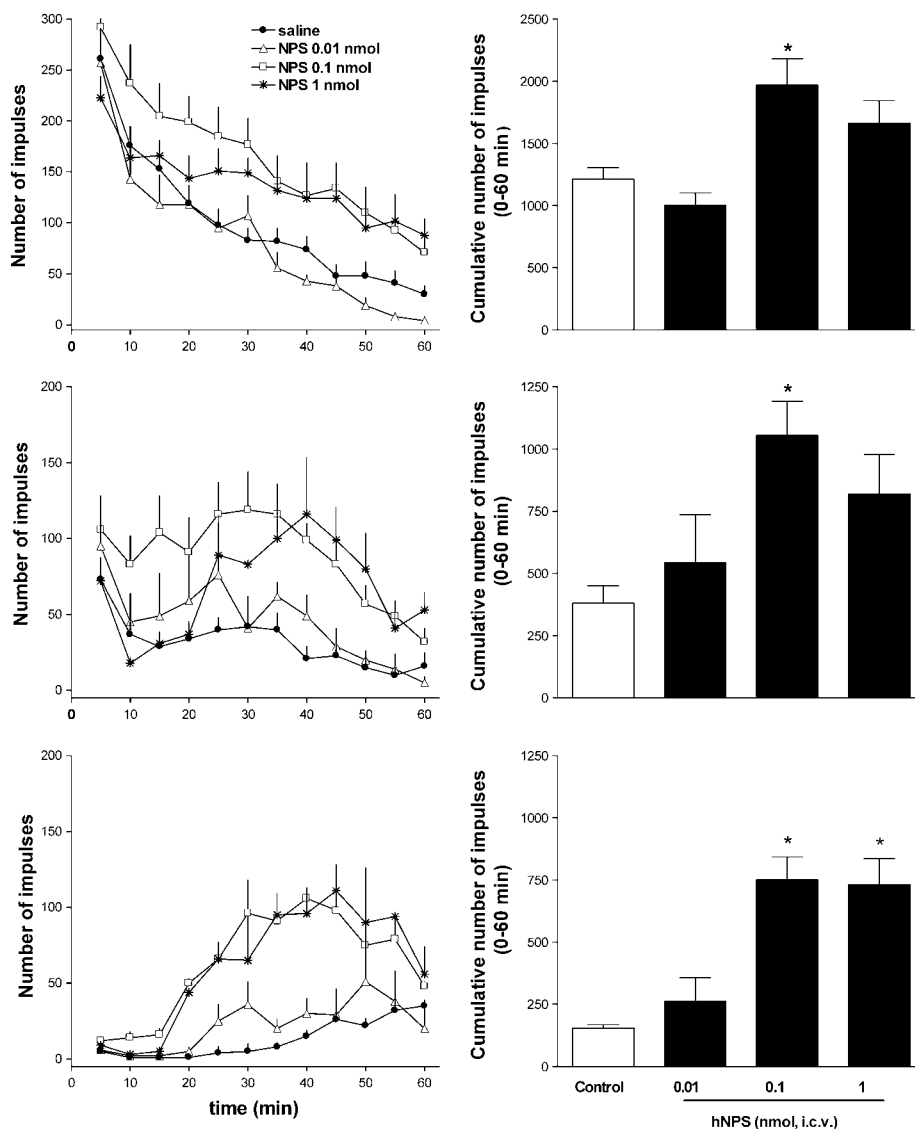 saline
NPS 0.01 nmol
NPS 0.1 nmol
NPS 1 nmol
Number of impulses
300
250
200
150
100
50
0
0 10 20 30 40 50 60
Cumulative number of impulses
(0-60 min)
2500
2000
1500
1000
500
0
*
Number of impulses
200
150
100
50
0
0 10 20 30 40 50 60
Cumulative number of impulses
(0-60 min)
1250
1000
750
500
250
0
*
Number of impulses
200
150
100
50
0
0 10 20 30 40 50 60
time (min)
Cumulative number of impulses
(0-60 min)
1250
1000
750
500
250
0
* *
Control 0.01 0.1 1
hNPS (nmol, i.c.v.)